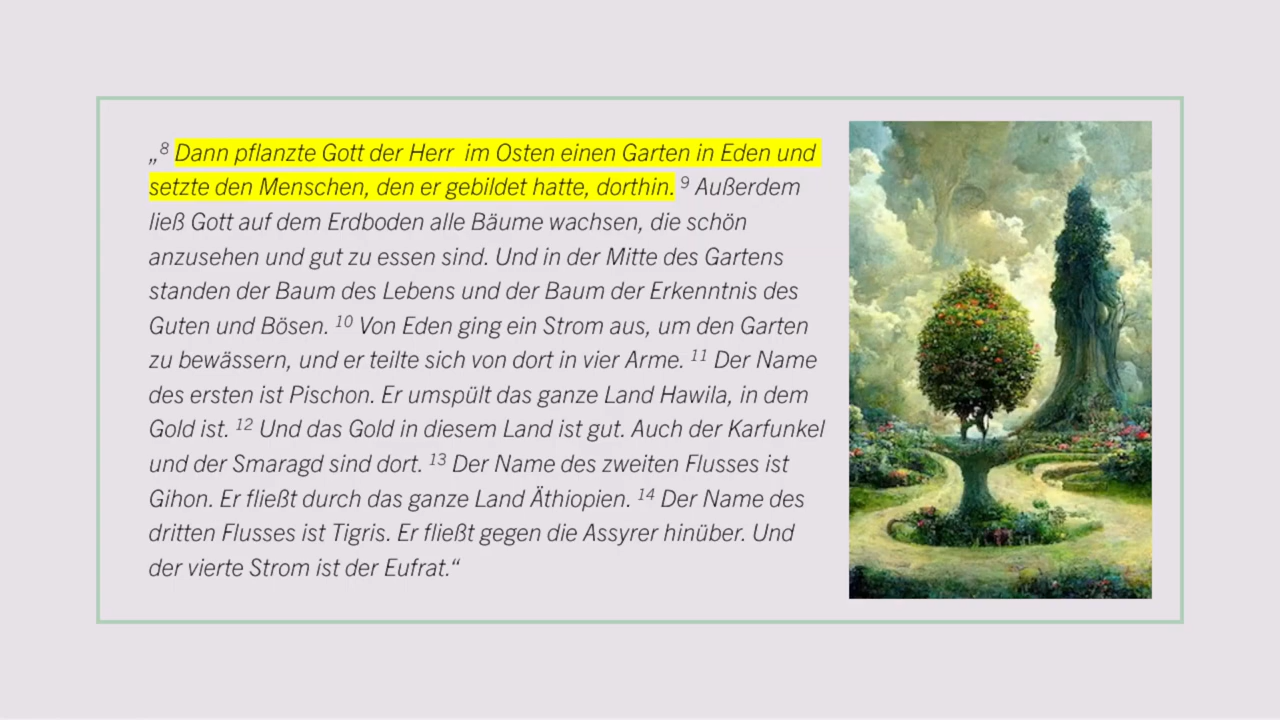 „⁸ Dann pflanzte Gott der Herr  im Osten einen Garten in Eden und
setzte den Menschen, den er gebildet hatte, dorthin. ⁹ Außerdem
ließ Gott auf dem Erdboden alle Bäume wachsen, die schön
anzusehen und gut zu essen sind. Und in der Mitte des Gartens
standen der Baum des Lebens und der Baum der Erkenntnis des
Guten und Bösen. ¹⁰ Von Eden ging ein Strom aus, um den Garten
zu bewässern, und er teilte sich von dort in vier Arme. ¹¹ Der Name
des ersten ist Pischon. Er umspült das ganze Land Hawila, in dem
Gold ist. ¹² Und das Gold in diesem Land ist gut. Auch der Karfunkel
und der Smaragd sind dort. ¹³ Der Name des zweiten Flusses ist
Gihon. Er fließt durch das ganze Land Äthiopien. ¹⁴ Der Name des
dritten Flusses ist Tigris. Er fließt gegen die Assyrer hinüber. Und
der vierte Strom ist der Eufrat.“